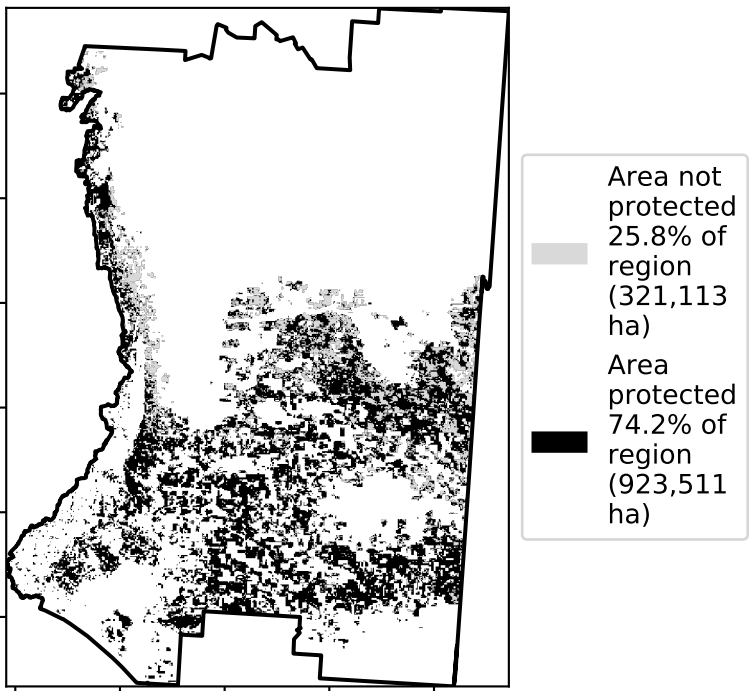 Area not
protected
25.8% of
region
(321,113
ha)
Area
protected
74.2% of
region
(923,511
ha)